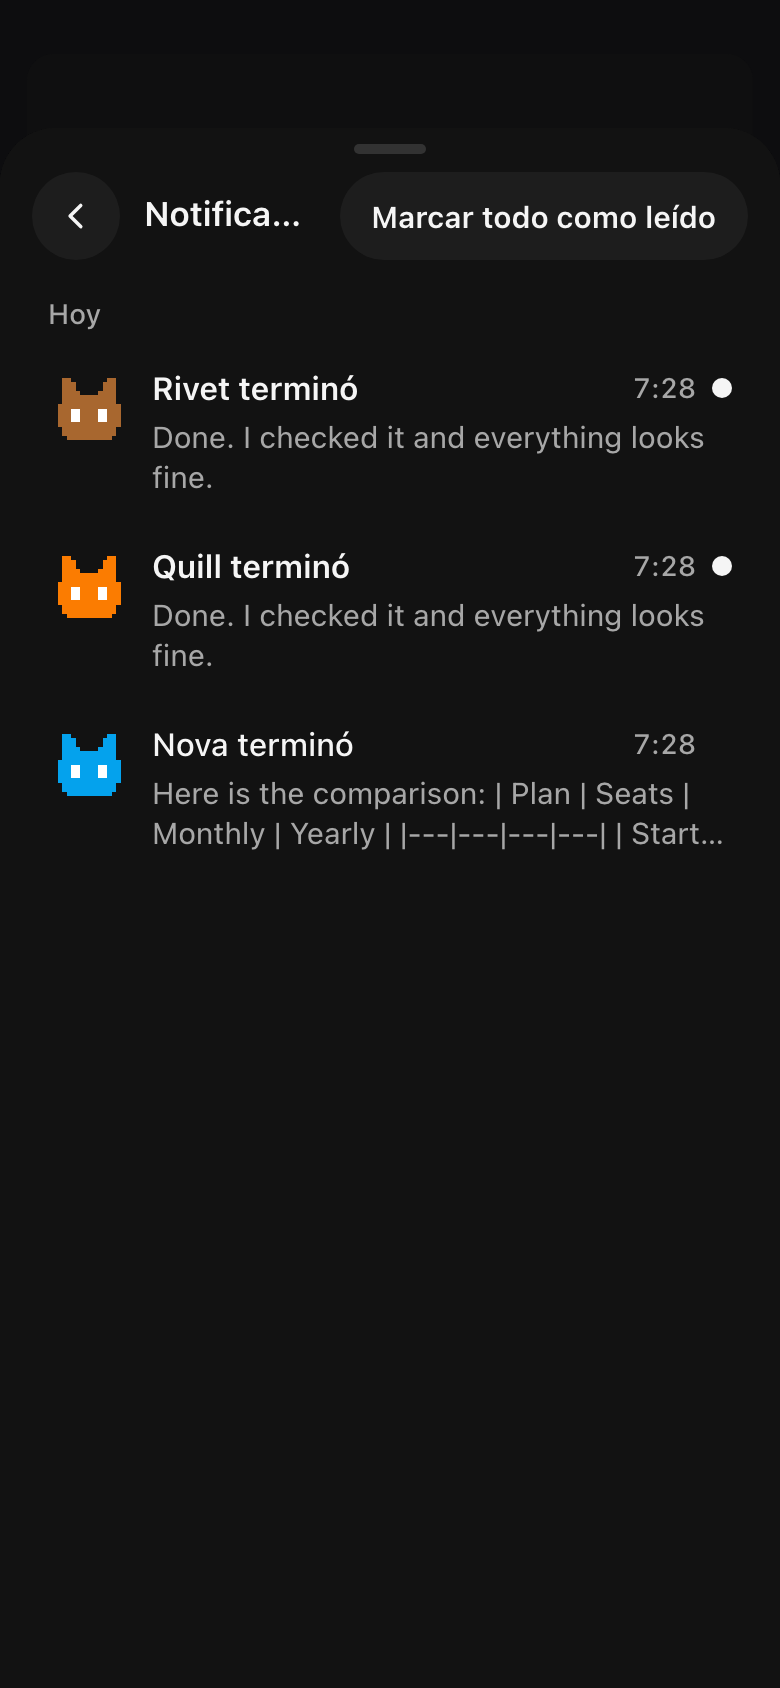 Notifica...
Marcar todo como leído
Hoy
Rivet terminó 7:28
Done. I checked it and everything looks
fine.
Quill terminó 7:28
Done. I checked it and everything looks
fine.
Nova terminó 7:28
Here is the comparison: | Plan | Seats |
Monthly | Yearly | |---|---|---|---| | Start...